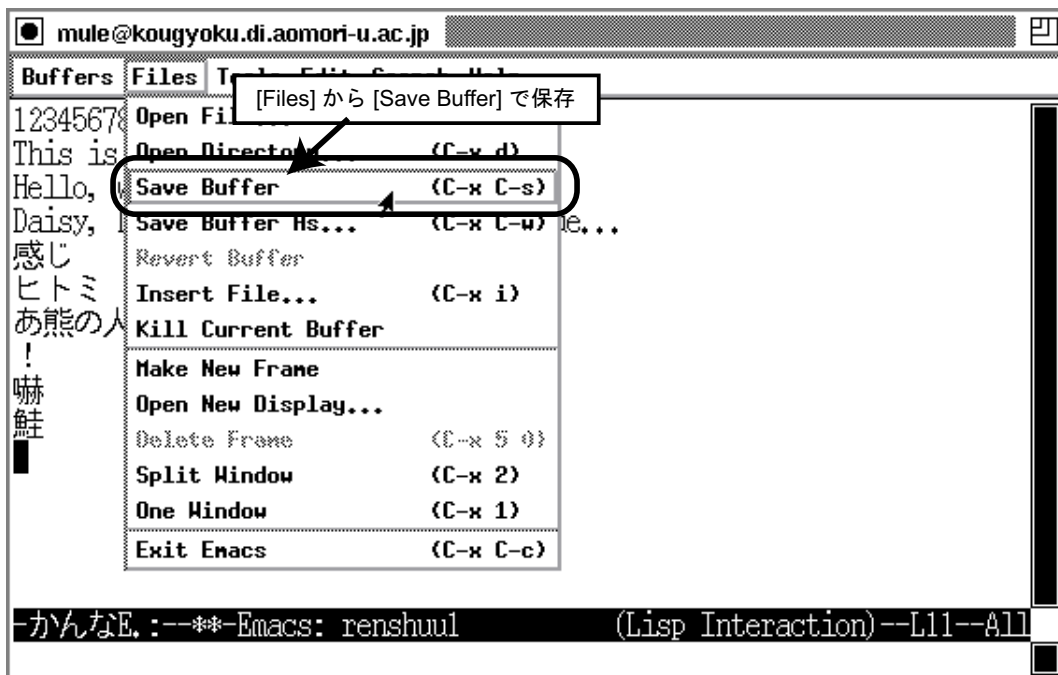 mule@kougyoku.di.aomori-u.ac.jp
Buffers Files Help
[Files] から [Save Buffer] で保存
12345678
This is
Hello,
Daisy, e...
感じ
ヒトミ
あ熊の人
!
嚇
鮭
Open Fi
Open Directory... (C-x d)
Save Buffer (C-x C-s)
Save Buffer As... (C-x C-w)
Revert Buffer
Insert File... (C-x i)
Kill Current Buffer
Make New Frame
Open New Display...
Delete Frame (C-x 5 0)
Split Window (C-x 2)
One Window (C-x 1)
Exit Emacs (C-x C-c)
-かんなE.:--**-Emacs: renshuu1 (Lisp Interaction)--L11--All